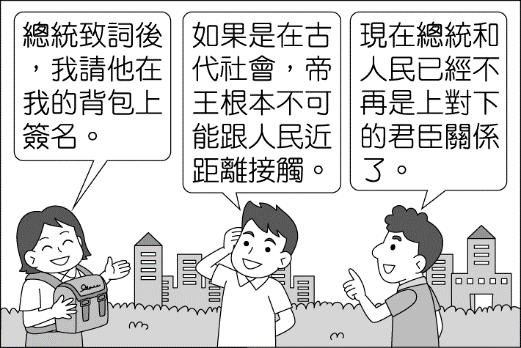 總統致詞後
，我請他在
我的背包上
簽名。
如果是在古
代社會，帝
王根本不可
能跟人民近
距離接觸。
現在總統和
人民已經不
再是上對下
的君臣關係
了。